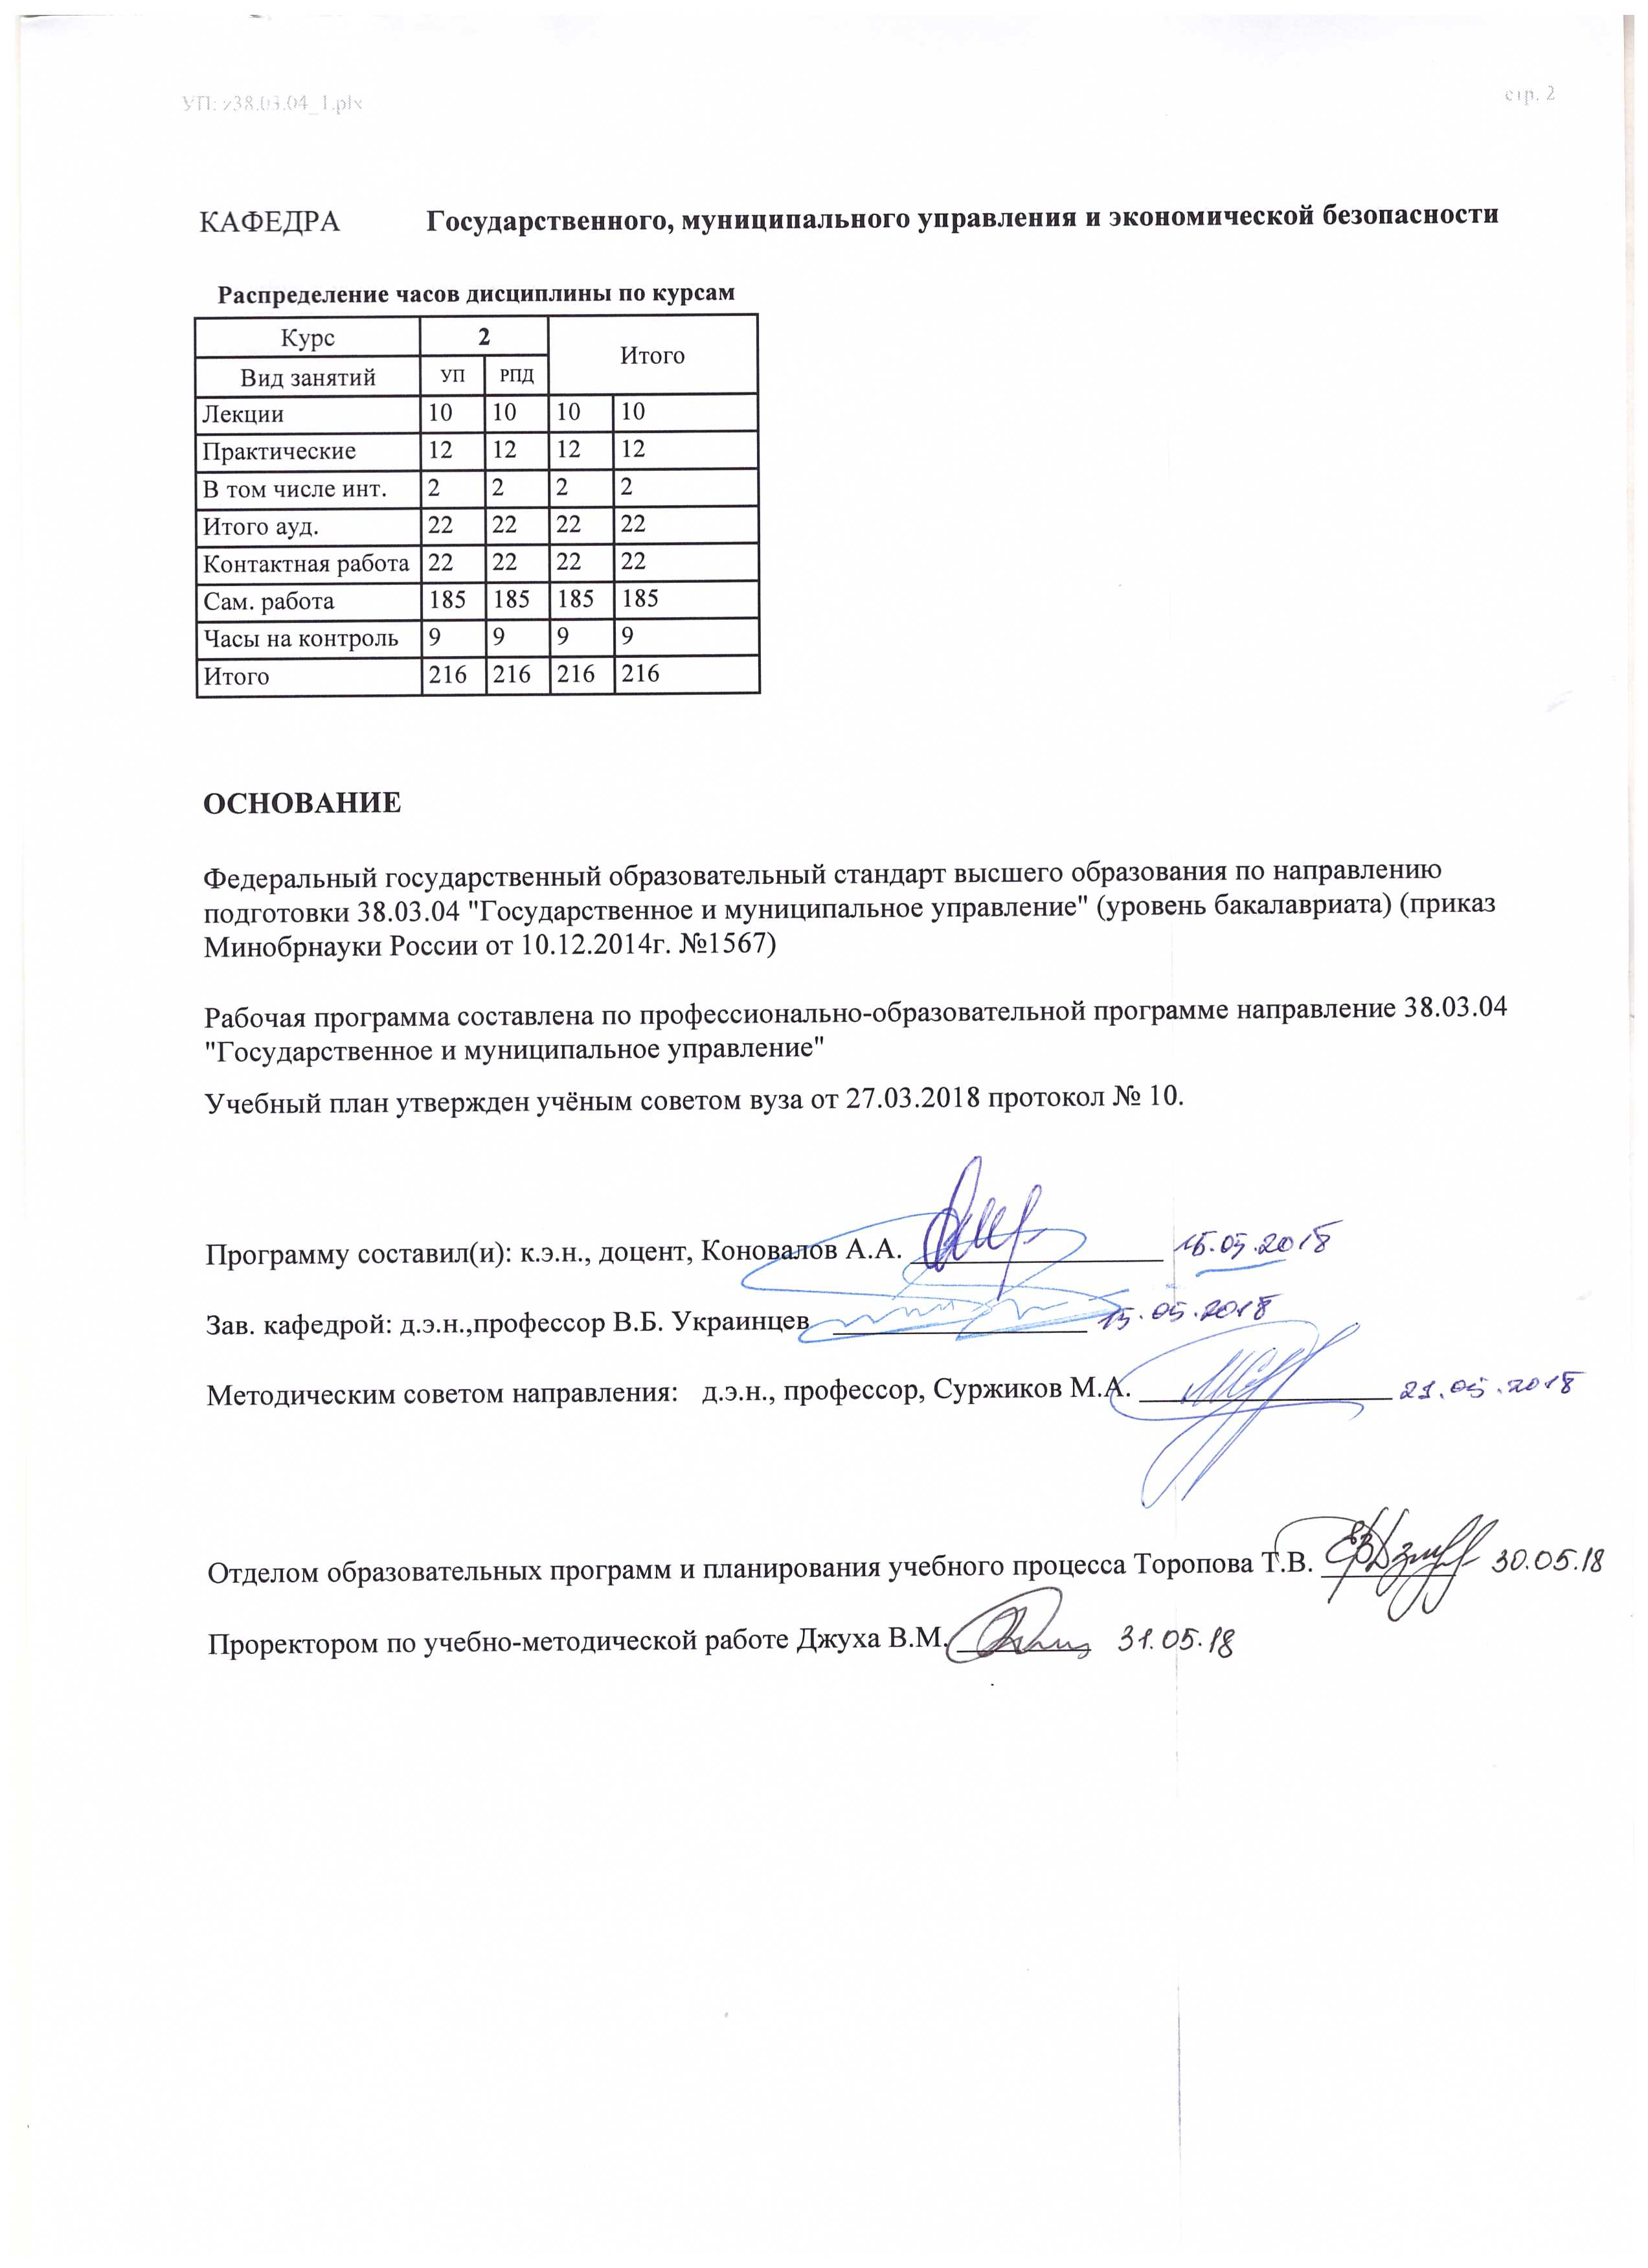 УП: z38.03.04_1.plx
стр. 2
КАФЕДРА Государственного, муниципального управления и экономической безопасности
Распределение часов дисциплины по курсам
Курс 2 Итого
Вид занятий УП РПД
Лекции 10 10 10 10
Практические 12 12 12 12
В том числе инт. 2 2 2 2
Итого ауд. 22 22 22 22
Контактная работа 22 22 22 22
Сам. работа 185 185 185 185
Часы на контроль 9 9 9 9
Итого 216 216 216 216
ОСНОВАНИЕ
Федеральный государственный образовательный стандарт высшего образования по направлению
подготовки 38.03.04 "Государственное и муниципальное управление" (уровень бакалавриата) (приказ
Минобрнауки России от 10.12.2014г. №1567)
Рабочая программа составлена по профессионально-образовательной программе направление 38.03.04
"Государственное и муниципальное управление"
Учебный план утвержден учёным советом вуза от 27.03.2018 протокол № 10.
Программу составил(и): к.э.н., доцент, Коновалов А.А. 15.05.2018
Зав. кафедрой: д.э.н.,профессор В.Б. Украинцев 15.05.2018
Методическим советом направления: д.э.н., профессор, Суржиков М.А. 21.05.2018
Отделом образовательных программ и планирования учебного процесса Торопова Т.В. 30.05.18
Проректором по учебно-методической работе Джуха В.М. 31.05.18